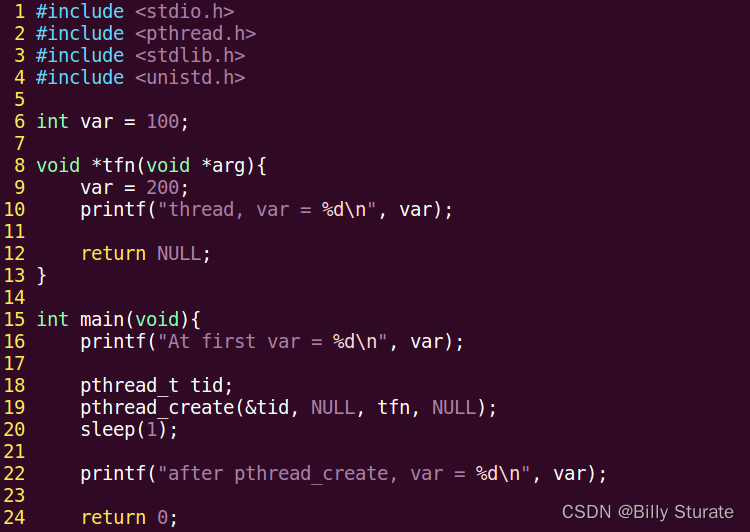 1 #include <stdio.h>
2 #include <pthread.h>
3 #include <stdlib.h>
4 #include <unistd.h>
5
6 int var = 100;
7
8 void *tfn(void *arg){
9     var = 200;
10     printf("thread, var = %d\n", var);
11
12     return NULL;
13 }
14
15 int main(void){
16     printf("At first var = %d\n", var);
17
18     pthread_t tid;
19     pthread_create(&tid, NULL, tfn, NULL);
20     sleep(1);
21
22     printf("after pthread_create, var = %d\n", var);
23
24     return 0;
CSDN @Billy Sturate